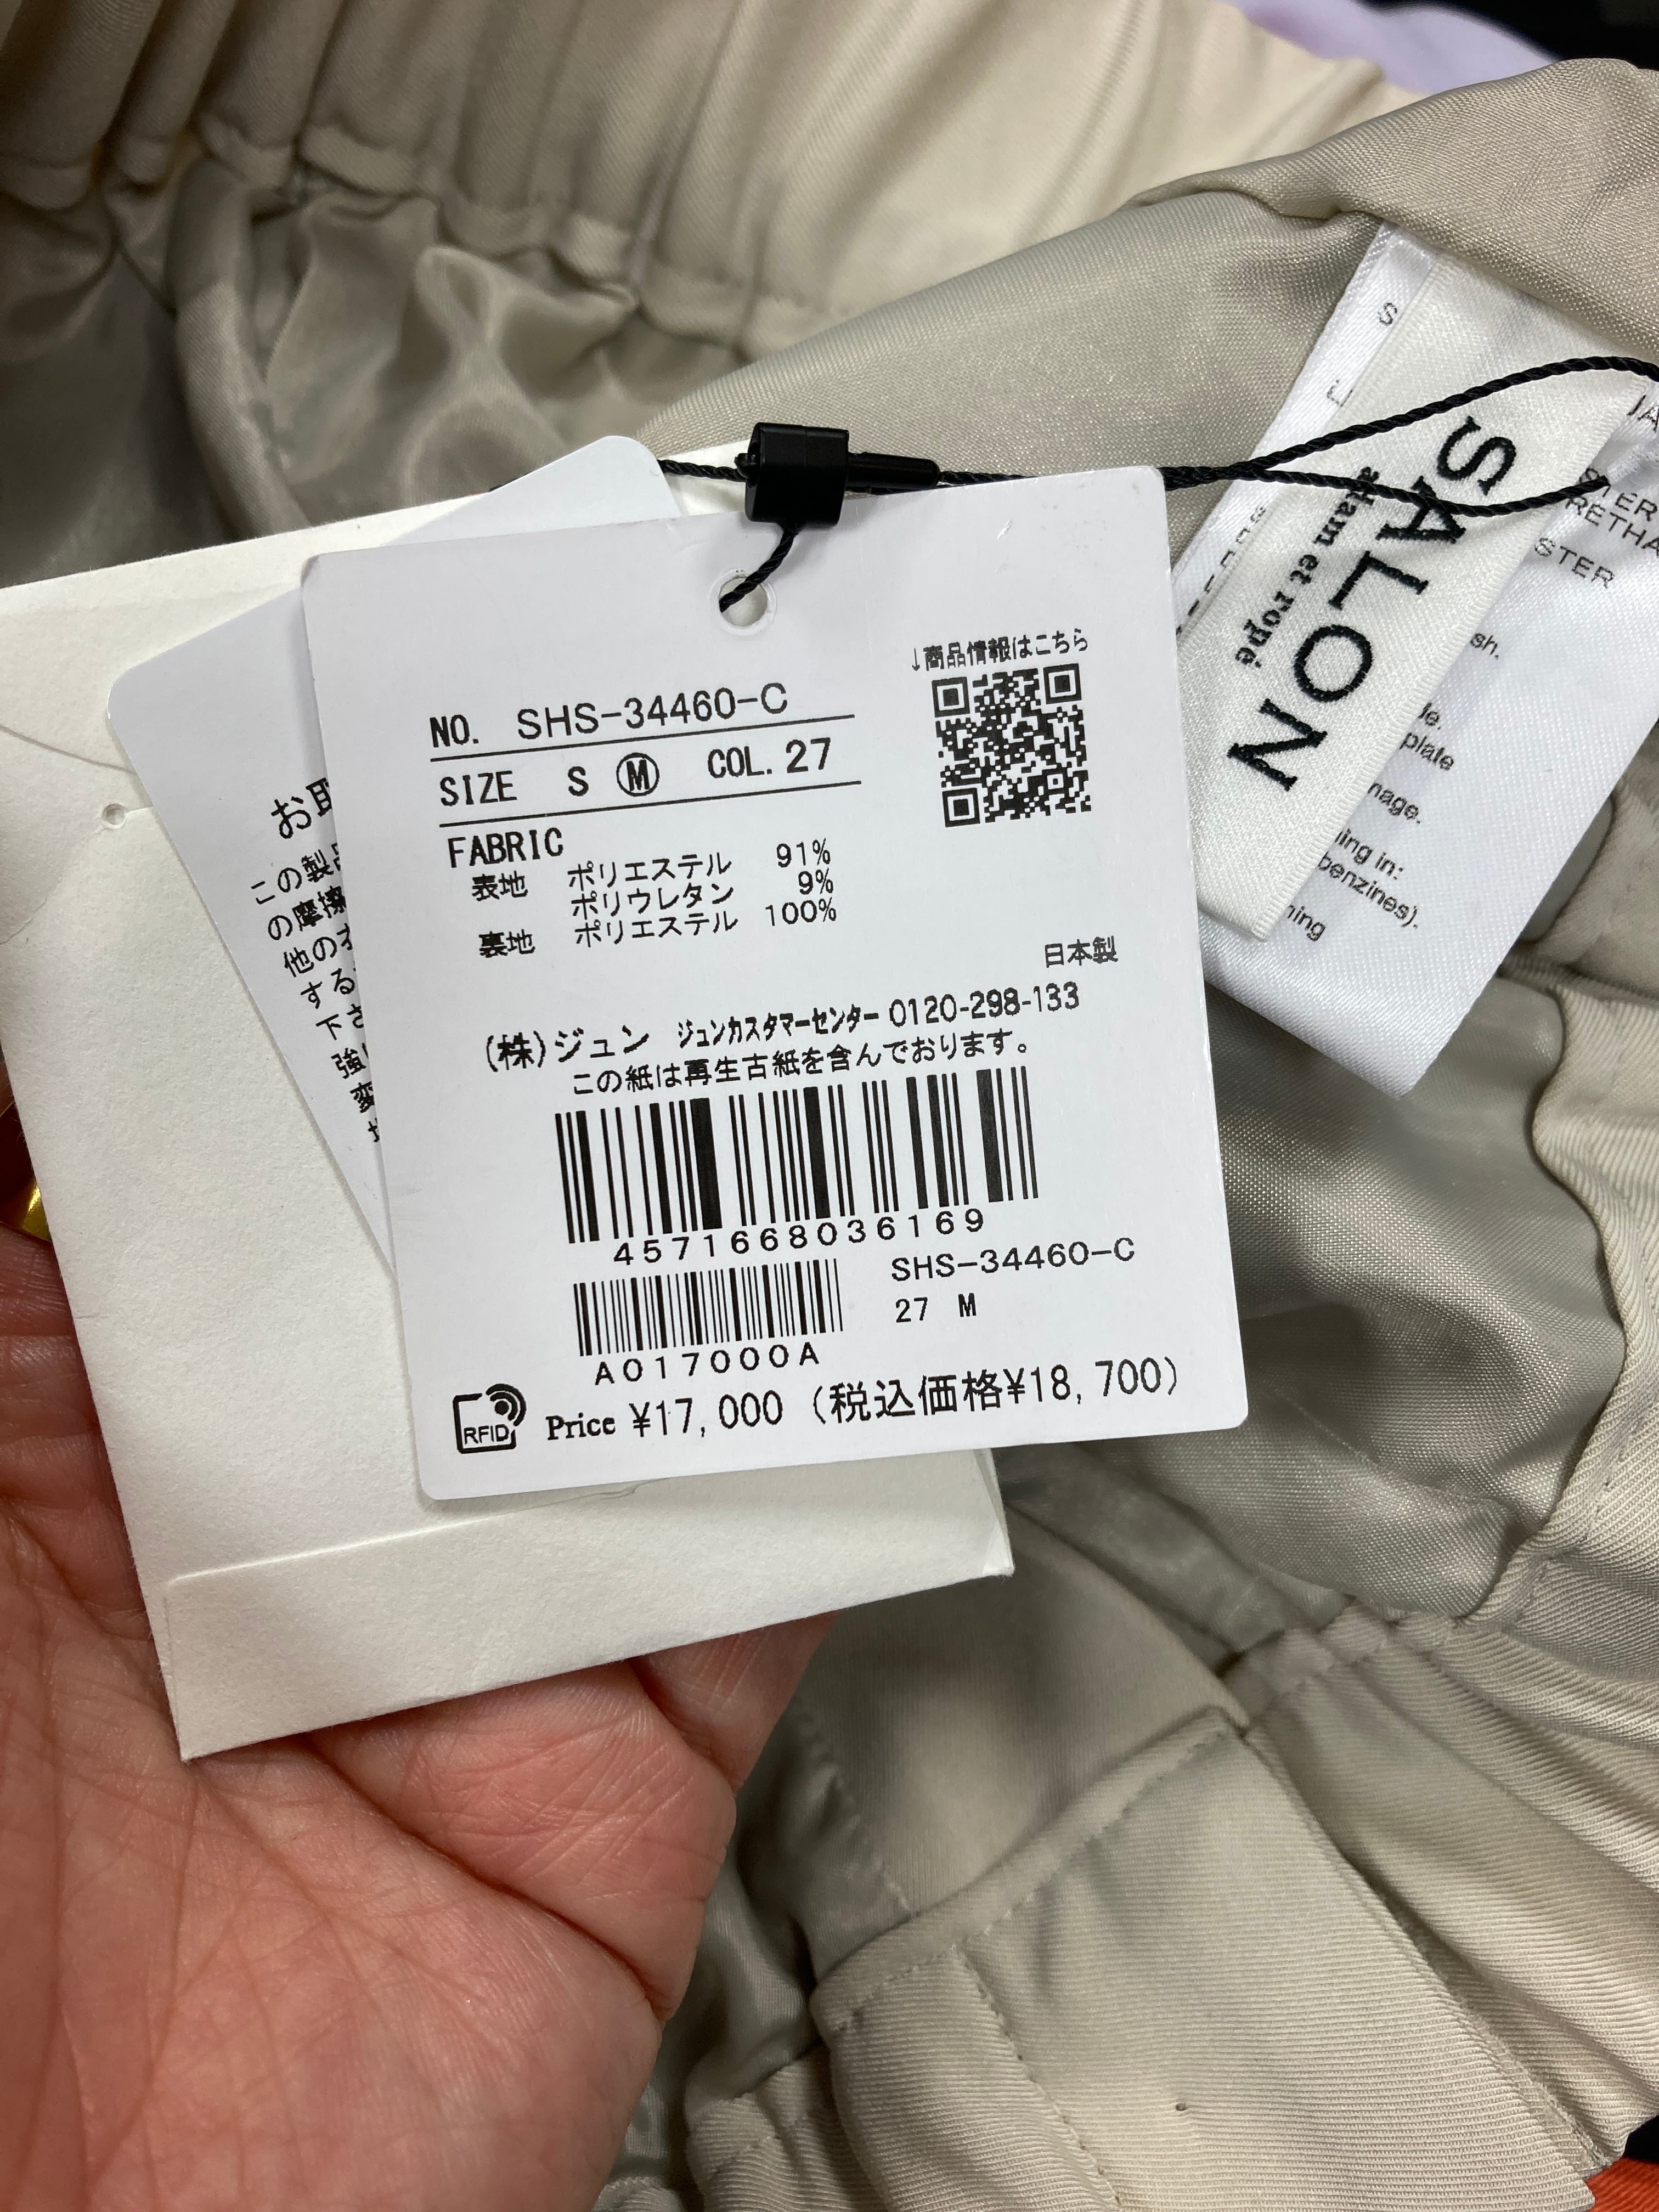 NO. SHS-34460-C
SIZE S Ⓜ COL. 27
↓商品情報はこちら
FABRIC
表地 ポリエステル 91%
ポリウレタン 9%
裏地 ポリエステル 100%
日本製
(株)ジュン ジュンカスタマーセンター 0120-298-133
この紙は再生古紙を含んでおります。
4571668036169
SHS-34460-C
27 M
A017000A
RFID
Price ¥17,000 (税込価格¥18,700)
お取
この製品
の摩擦
他の
する
下さ
強
変
SALON
adam et ropé
STER
sh.
plate
ing in:
benzines).